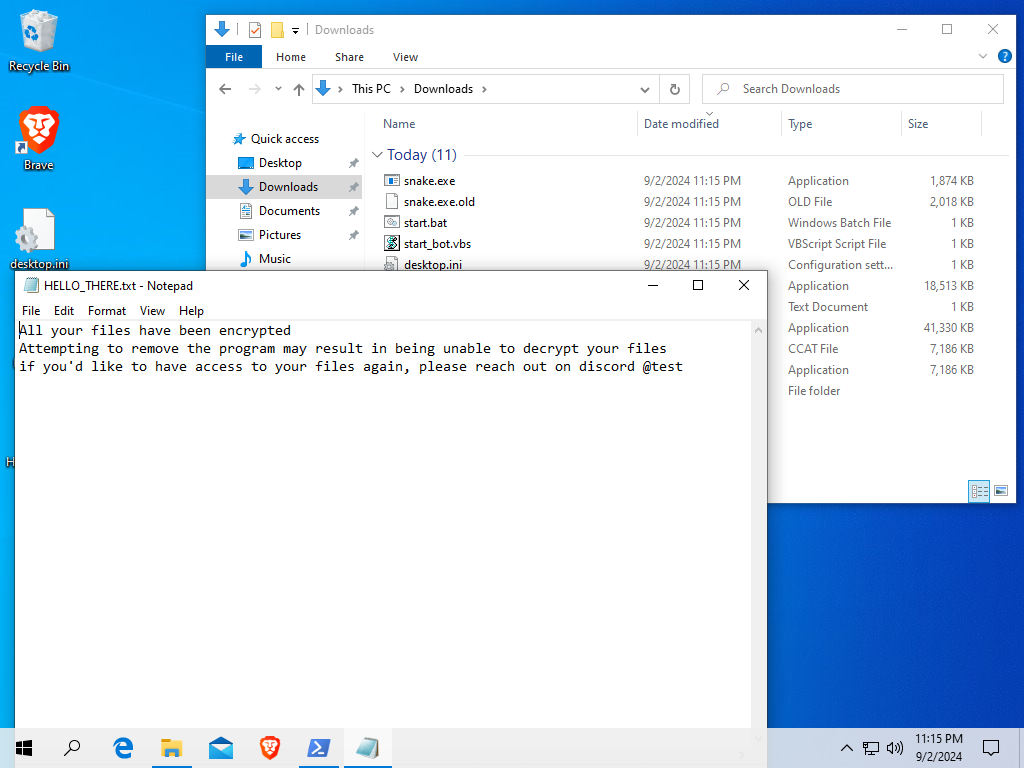 Recycle Bin
Brave
desktop.ini
H
Downloads
File Home Share View
This PC Downloads
Search Downloads
Quick access
Desktop
Downloads
Documents
Pictures
Music
Name Date modified Type Size
Today (11)
snake.exe 9/2/2024 11:15 PM Application 1,874 KB
snake.exe.old 9/2/2024 11:15 PM OLD File 2,018 KB
start.bat 9/2/2024 11:15 PM Windows Batch File 1 KB
start_bot.vbs 9/2/2024 11:15 PM VBScript Script File 1 KB
desktop.ini 9/2/2024 11:15 PM Configuration sett... 1 KB
Application 18,513 KB
Text Document 1 KB
Application 41,330 KB
CCAT File 7,186 KB
Application 7,186 KB
File folder
HELLO_THERE.txt - Notepad
File Edit Format View Help
All your files have been encrypted
Attempting to remove the program may result in being unable to decrypt your files
if you'd like to have access to your files again, please reach out on discord @test
11:15 PM
9/2/2024